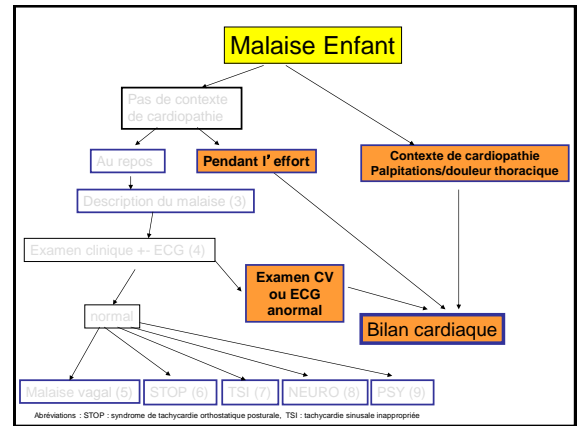 Malaise Enfant
Pas de contexte
de cardiopathie
Au repos
Pendant l'effort
Contexte de cardiopathie
Palpitations/douleur thoracique
Description du malaise (3)
Examen clinique +- ECG (4)
Examen CV
ou ECG
anormal
normal
Bilan cardiaque
Malaise vagal (5)
STOP (6)
TSI (7)
NEURO (8)
PSY (9)
Abréviations : STOP : syndrome de tachycardie orthostatique posturale, TSI : tachycardie sinusale inappropriée